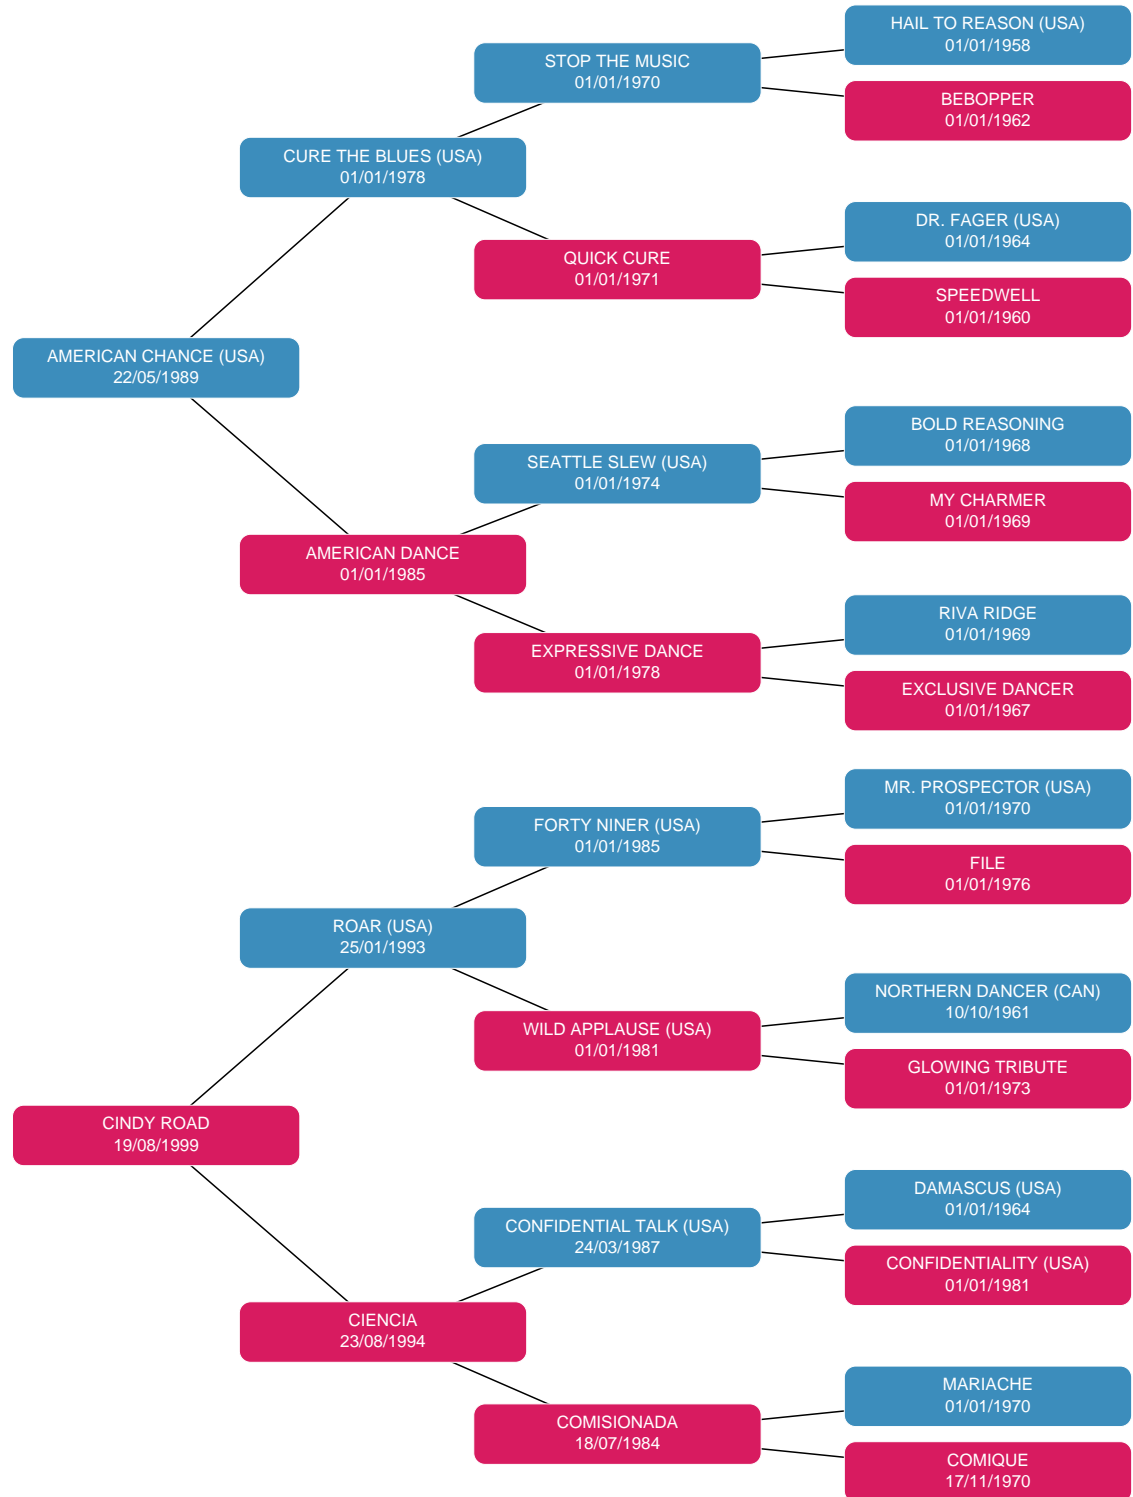 HAIL TO REASON (USA)
01/01/1958
STOP THE MUSIC
01/01/1970
BEBOPPER
01/01/1962
CURE THE BLUES (USA)
01/01/1978
DR. FAGER (USA)
01/01/1964
QUICK CURE
01/01/1971
SPEEDWELL
01/01/1960
AMERICAN CHANCE (USA)
22/05/1989
BOLD REASONING
01/01/1968
SEATTLE SLEW (USA)
01/01/1974
MY CHARMER
01/01/1969
AMERICAN DANCE
01/01/1985
RIVA RIDGE
01/01/1969
EXPRESSIVE DANCE
01/01/1978
EXCLUSIVE DANCER
01/01/1967
MR. PROSPECTOR (USA)
01/01/1970
FORTY NINER (USA)
01/01/1985
FILE
01/01/1976
ROAR (USA)
25/01/1993
NORTHERN DANCER (CAN)
10/10/1961
WILD APPLAUSE (USA)
01/01/1981
GLOWING TRIBUTE
01/01/1973
CINDY ROAD
19/08/1999
DAMASCUS (USA)
01/01/1964
CONFIDENTIAL TALK (USA)
24/03/1987
CONFIDENTIALITY (USA)
01/01/1981
CIENCIA
23/08/1994
MARIACHE
01/01/1970
COMISIONADA
18/07/1984
COMIQUE
17/11/1970